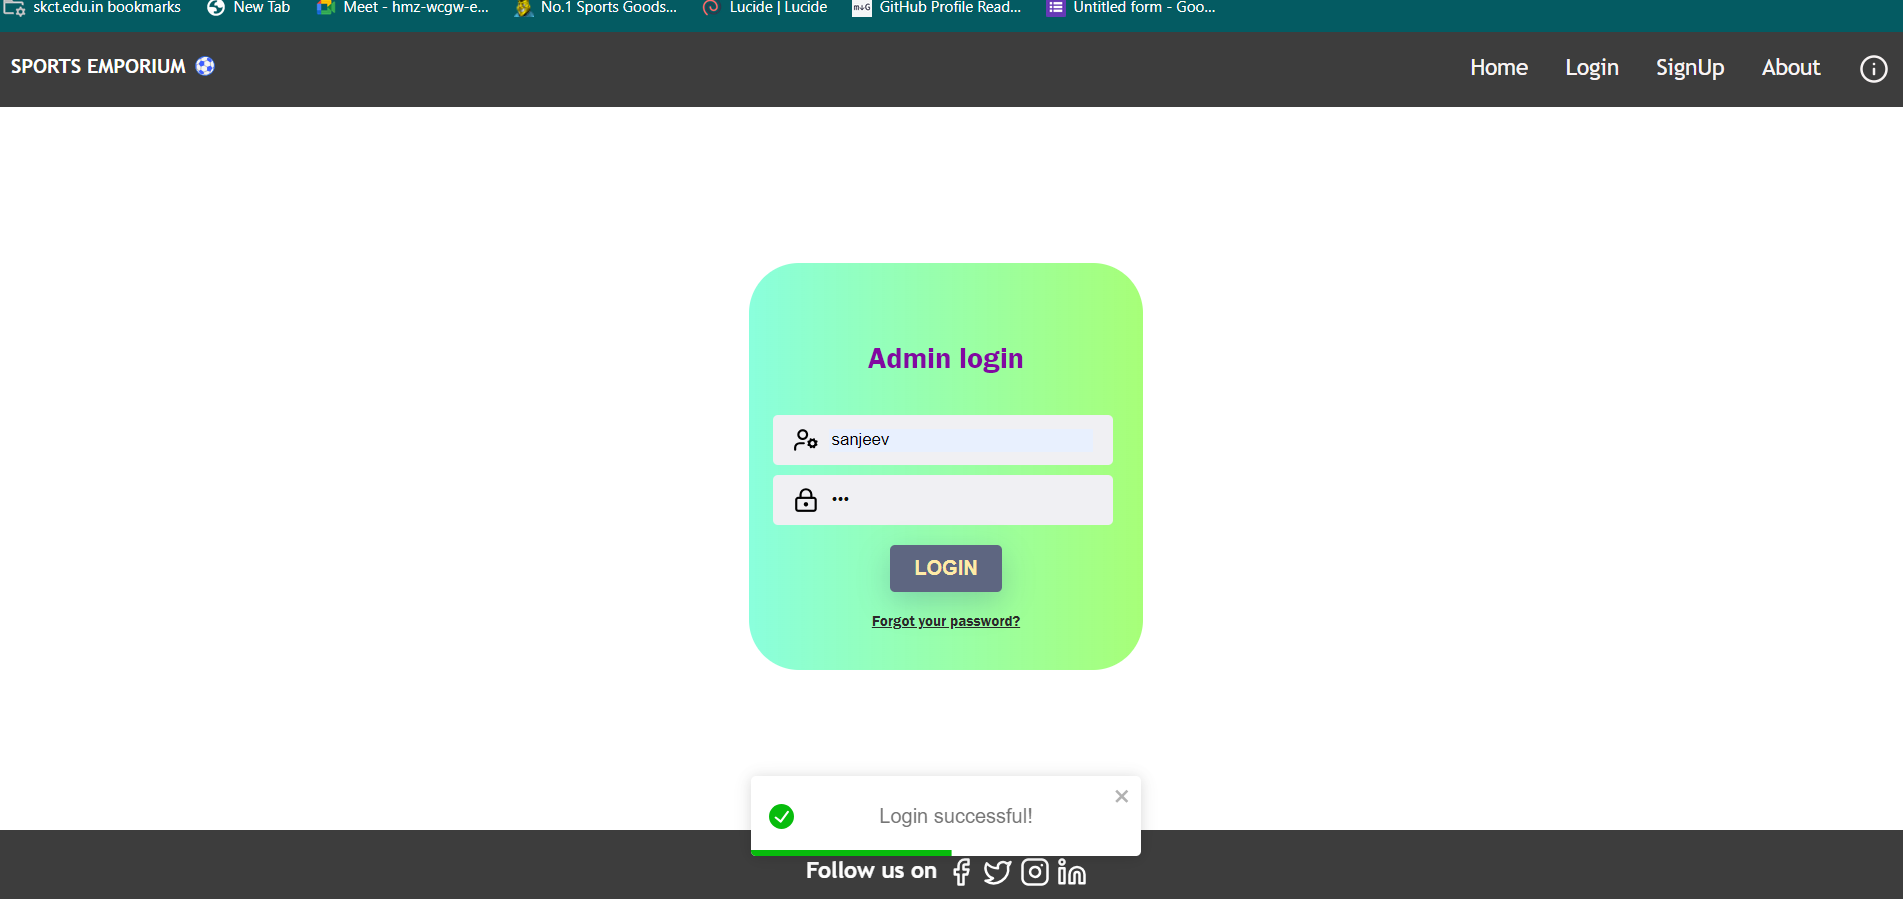 skct.edu.in bookmarks New Tab Meet - hmz-wcgw-e... No.1 Sports Goods... Lucide | Lucide M↓G GitHub Profile Read... Untitled form - Goo...
SPORTS EMPORIUM ⚽ Home Login SignUp About
Admin login
sanjeev
•••
LOGIN
Forgot your password?
Login successful!
Follow us on